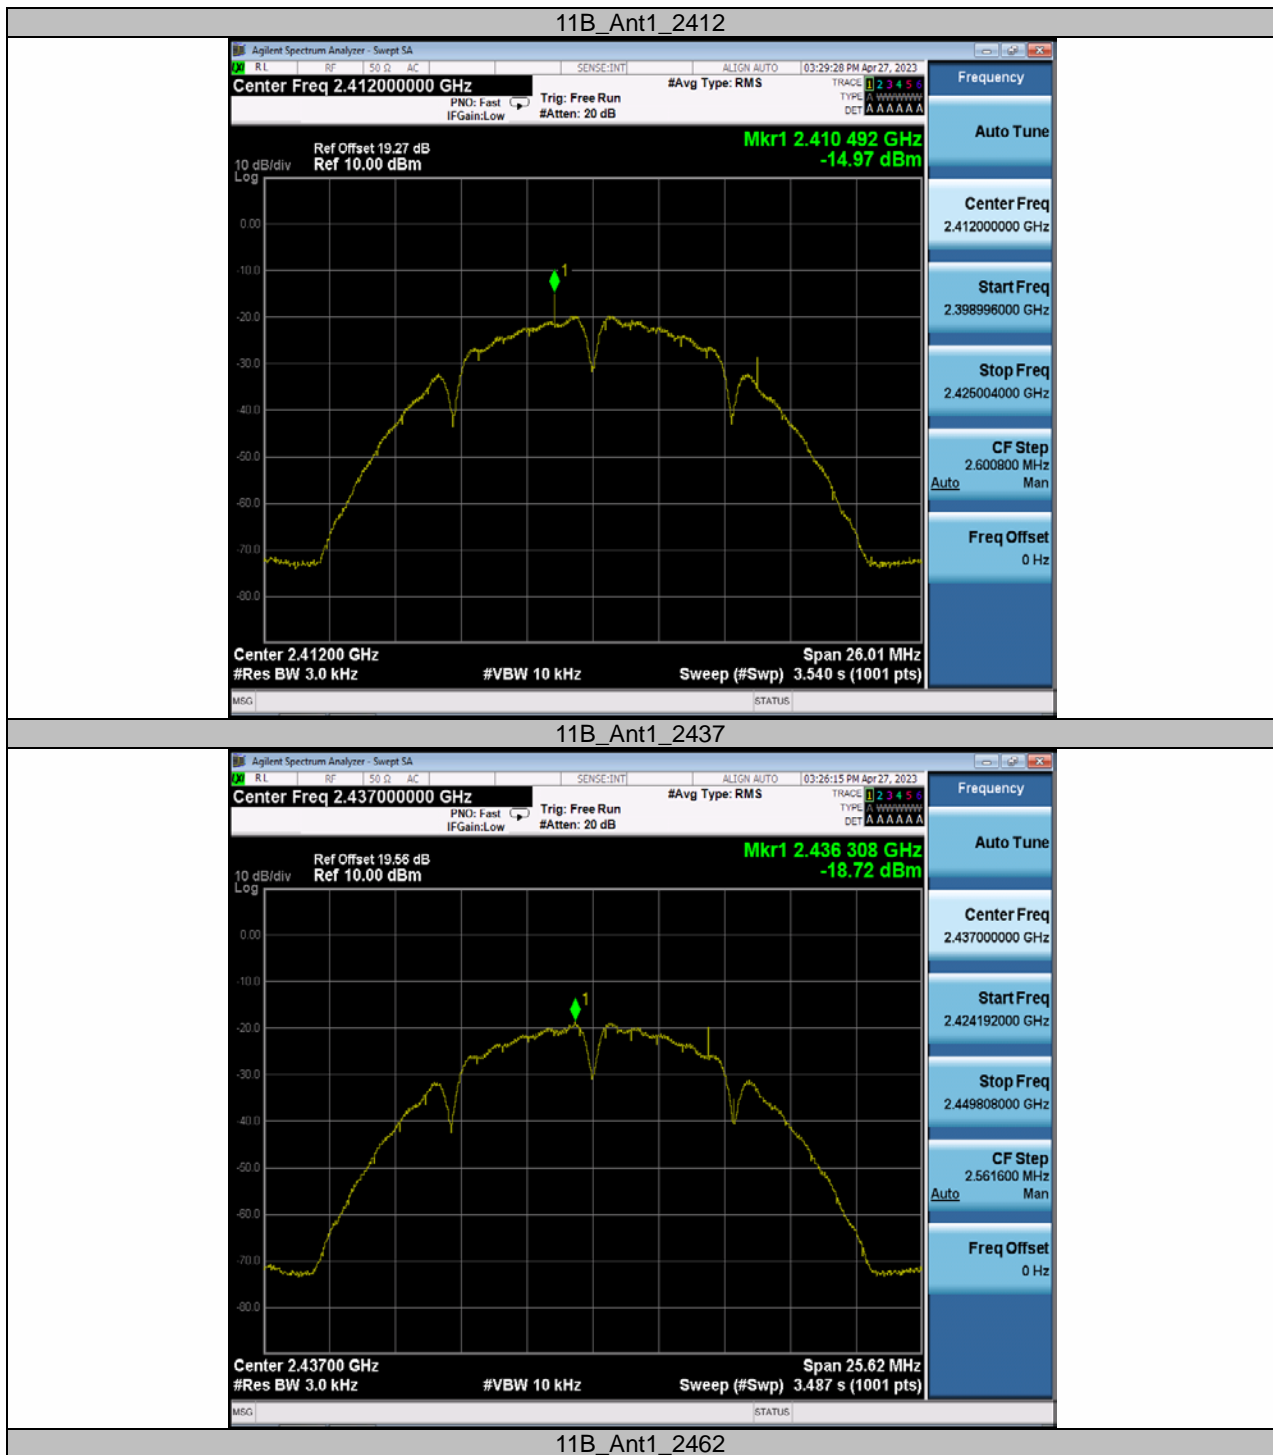 11B_Ant1_2412
Agilent Spectrum Analyzer - Swept SA
RL RF 50 Ω AC SENSE:INT ALIGN AUTO 03:29:28 PM Apr 27, 2023
Center Freq 2.412000000 GHz
PNO: Fast
IFGain:Low
Trig: Free Run
#Atten: 20 dB
#Avg Type: RMS
TRACE 1 2 3 4 5 6
TYPE A WWWWW
DET A A A A A A
Frequency
Mkr1 2.410 492 GHz
-14.97 dBm
Ref Offset 19.27 dB
10 dB/div Ref 10.00 dBm
Log
0.00
-10.0
-20.0
-30.0
-40.0
-50.0
-60.0
-70.0
-80.0
1
Center 2.41200 GHz Span 26.01 MHz
#Res BW 3.0 kHz #VBW 10 kHz Sweep (#Swp) 3.540 s (1001 pts)
MSG STATUS
Auto Tune
Center Freq
2.412000000 GHz
Start Freq
2.398996000 GHz
Stop Freq
2.425004000 GHz
CF Step
2.600800 MHz
Auto Man
Freq Offset
0 Hz
11B_Ant1_2437
Agilent Spectrum Analyzer - Swept SA
RL RF 50 Ω AC SENSE:INT ALIGN AUTO 03:26:15 PM Apr 27, 2023
Center Freq 2.437000000 GHz
PNO: Fast
IFGain:Low
Trig: Free Run
#Atten: 20 dB
#Avg Type: RMS
TRACE 1 2 3 4 5 6
TYPE A WWWWW
DET A A A A A A
Frequency
Mkr1 2.436 308 GHz
-18.72 dBm
Ref Offset 19.56 dB
10 dB/div Ref 10.00 dBm
Log
0.00
-10.0
-20.0
-30.0
-40.0
-50.0
-60.0
-70.0
-80.0
1
Center 2.43700 GHz Span 25.62 MHz
#Res BW 3.0 kHz #VBW 10 kHz Sweep (#Swp) 3.487 s (1001 pts)
MSG STATUS
Auto Tune
Center Freq
2.437000000 GHz
Start Freq
2.424192000 GHz
Stop Freq
2.449808000 GHz
CF Step
2.561600 MHz
Auto Man
Freq Offset
0 Hz
11B_Ant1_2462